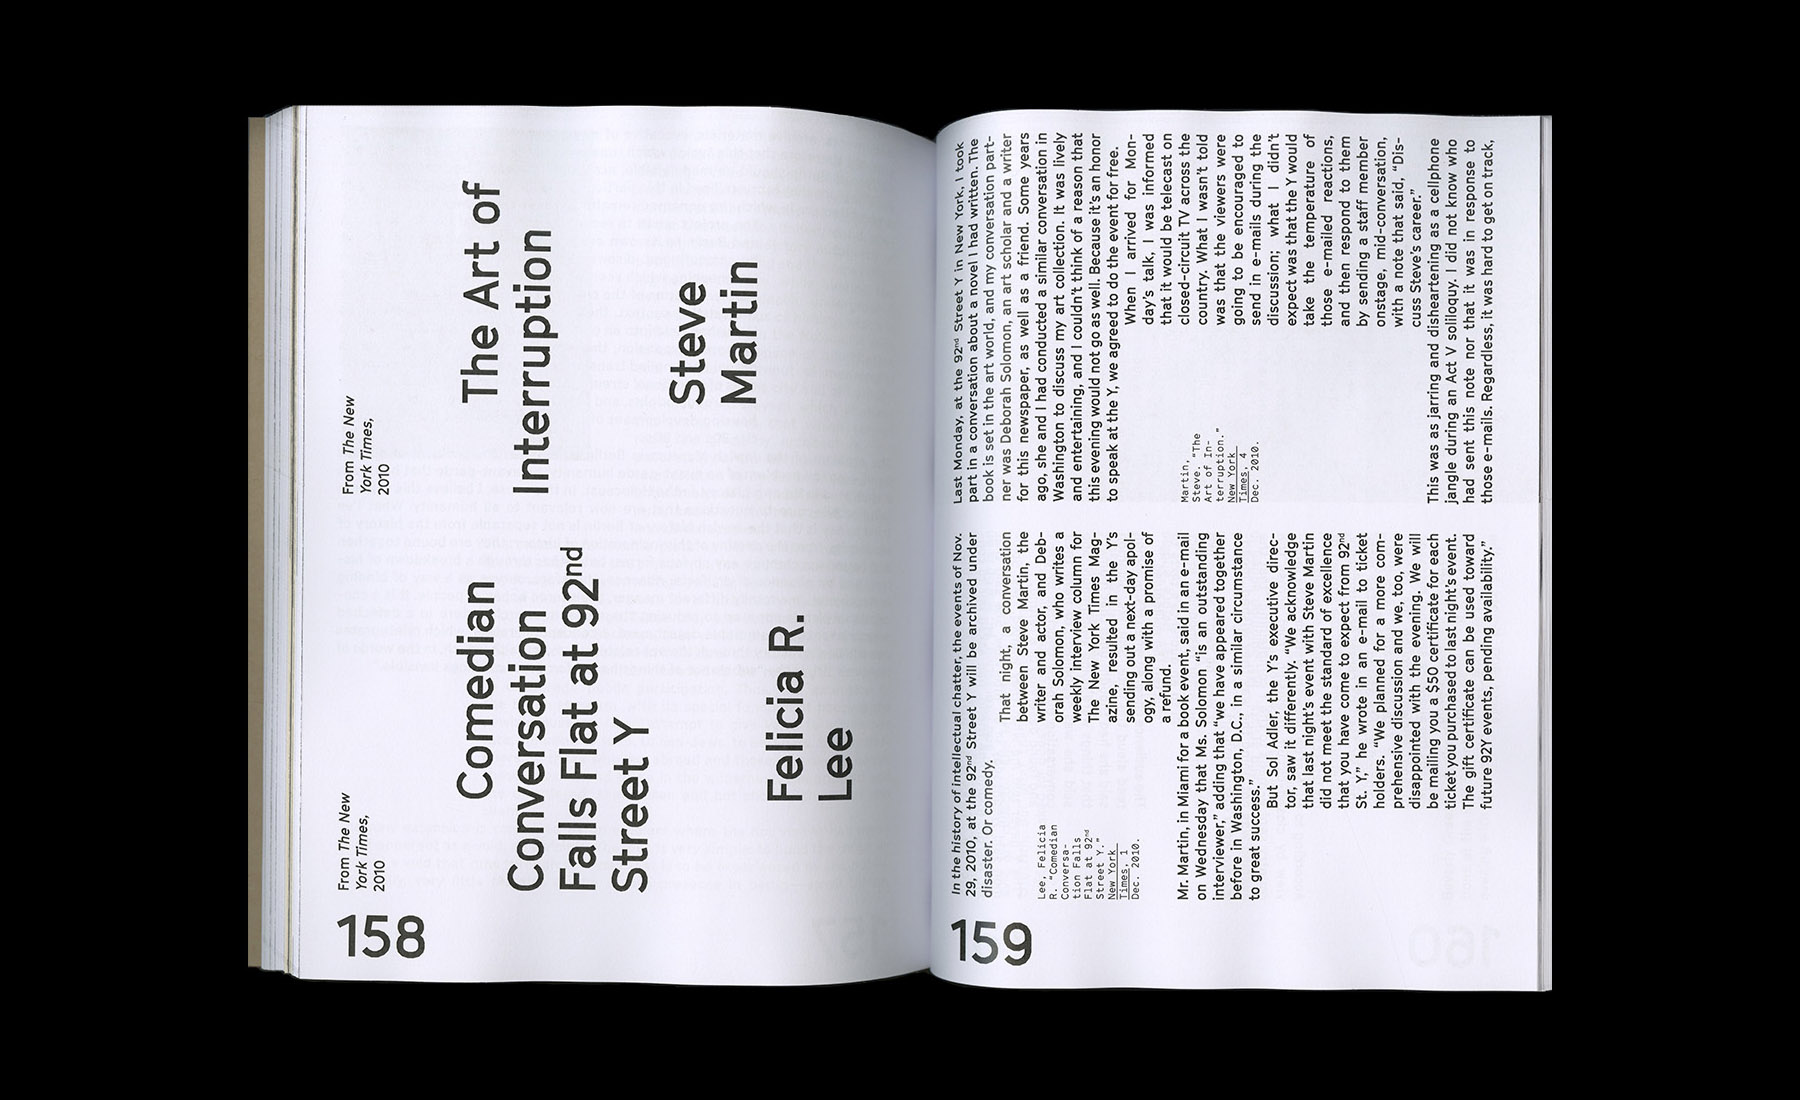 158
From The New
York Times,
2010
Comedian
Conversation
Falls Flat at 92nd
Street Y
Felicia R.
Lee
From The New
York Times,
2010
The Art of
Interruption
Steve
Martin
159
In the history of intellectual chatter, the events of Nov.
29, 2010, at the 92nd Street Y will be archived under
disaster. Or comedy.
That night, a conversation
between Steve Martin, the
writer and actor, and Deb-
orah Solomon, who writes a
weekly interview column for
The New York Times Mag-
azine, resulted in the Y's
sending out a next-day apol-
ogy, along with a promise of
a refund.
Lee, Felicia
R. "Comedian
Conversa-
tion Falls
Flat at 92nd
Street Y."
New York
Times, 1
Dec. 2010.
Mr. Martin, in Miami for a book event, said in an e-mail
on Wednesday that Ms. Solomon "is an outstanding
interviewer," adding that "we have appeared together
before in Washington, D.C., in a similar circumstance
to great success."
But Sol Adler, the Y's executive direc-
tor, saw it differently. "We acknowledge
that last night's event with Steve Martin
did not meet the standard of excellence
that you have come to expect from 92nd
St. Y," he wrote in an e-mail to ticket
holders. "We planned for a more com-
prehensive discussion and we, too, were
disappointed with the evening. We will
be mailing you a $50 certificate for each
ticket you purchased to last night's event.
The gift certificate can be used toward
future 92Y events, pending availability."
Last Monday, at the 92nd Street Y in New York, I took
part in a conversation about a novel I had written. The
book is set in the art world, and my conversation part-
ner was Deborah Solomon, an art scholar and a writer
for this newspaper, as well as a friend. Some years
ago, she and I had conducted a similar conversation in
Washington to discuss my art collection. It was lively
and entertaining, and I couldn't think of a reason that
this evening would not go as well. Because it's an honor
to speak at the Y, we agreed to do the event for free.
When I arrived for Mon-
day's talk, I was informed
that it would be telecast on
closed-circuit TV across the
country. What I wasn't told
was that the viewers were
going to be encouraged to
send in e-mails during the
discussion; what I didn't
expect was that the Y would
take the temperature of
those e-mailed reactions,
and then respond to them
by sending a staff member
onstage, mid-conversation,
with a note that said, "Dis-
cuss Steve's career."
Martin,
Steve. "The
Art of In-
terruption."
New York
Times, 4
Dec. 2010.
This was as jarring and disheartening as a cellphone
jangle during an Act V soliloquy. I did not know who
had sent this note nor that it was in response to
those e-mails. Regardless, it was hard to get on track,